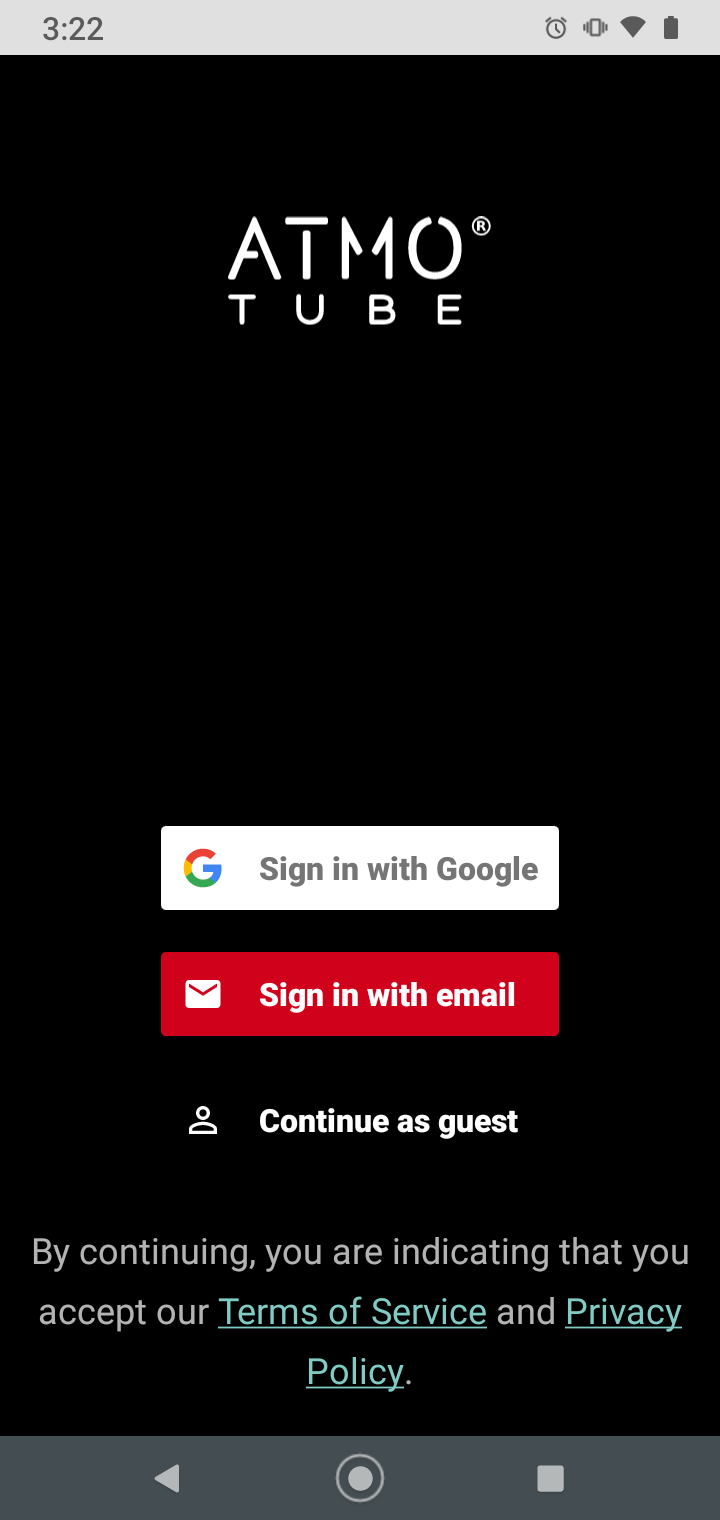 3:22
ATMO®
TUBE
Sign in with Google
Sign in with email
Continue as guest
By continuing, you are indicating that you
accept our Terms of Service and Privacy
Policy.